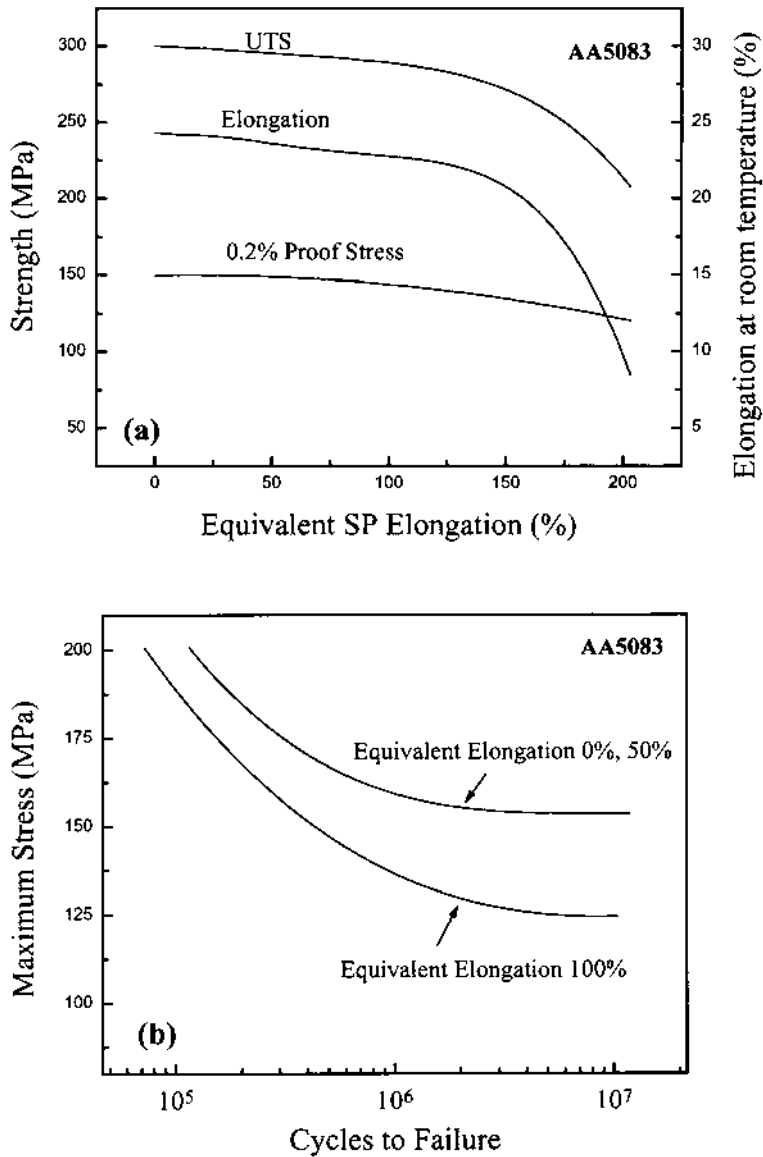 UTS
AA5083
Elongation
0.2% Proof Stress
(a)
300
250
200
150
100
50
30
25
20
15
10
5
0
50
100
150
200
Strength (MPa)
Elongation at room temperature (%)
Equivalent SP Elongation (%)
AA5083
Equivalent Elongation 0%, 50%
Equivalent Elongation 100%
(b)
200
175
150
125
100
10⁵
10⁶
10⁷
Maximum Stress (MPa)
Cycles to Failure